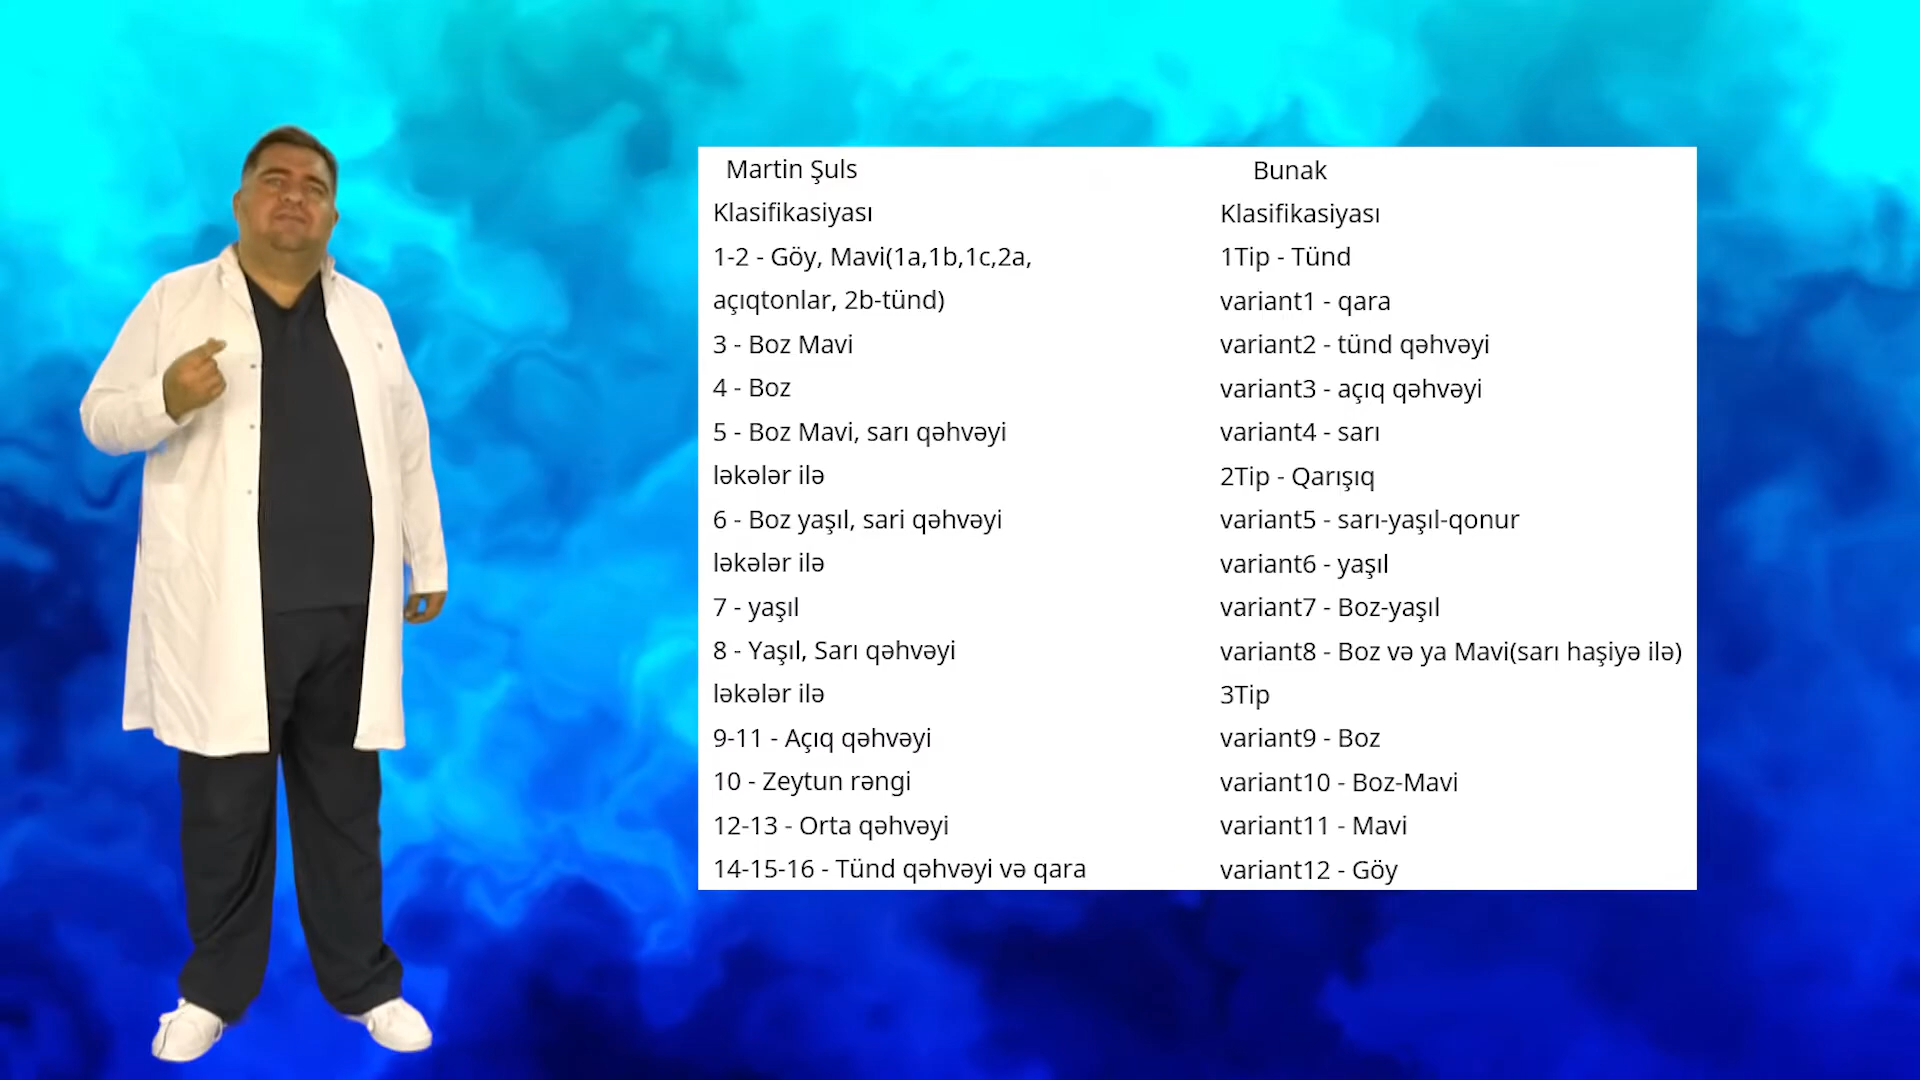 Martin Şuls
Klasifikasiyası
1-2 - Göy, Mavi(1a,1b,1c,2a,
açıqtonlar, 2b-tünd)
3 - Boz Mavi
4 - Boz
5 - Boz Mavi, sarı qəhvəyi
ləkələr ilə
6 - Boz yaşıl, sari qəhvəyi
ləkələr ilə
7 - yaşıl
8 - Yaşıl, Sarı qəhvəyi
ləkələr ilə
9-11 - Açıq qəhvəyi
10 - Zeytun rəngi
12-13 - Orta qəhvəyi
14-15-16 - Tünd qəhvəyi və qara
Bunak
Klasifikasiyası
1Tip - Tünd
variant1 - qara
variant2 - tünd qəhvəyi
variant3 - açıq qəhvəyi
variant4 - sarı
2Tip - Qarışıq
variant5 - sarı-yaşıl-qonur
variant6 - yaşıl
variant7 - Boz-yaşıl
variant8 - Boz və ya Mavi(sarı haşiyə ilə)
3Tip
variant9 - Boz
variant10 - Boz-Mavi
variant11 - Mavi
variant12 - Göy